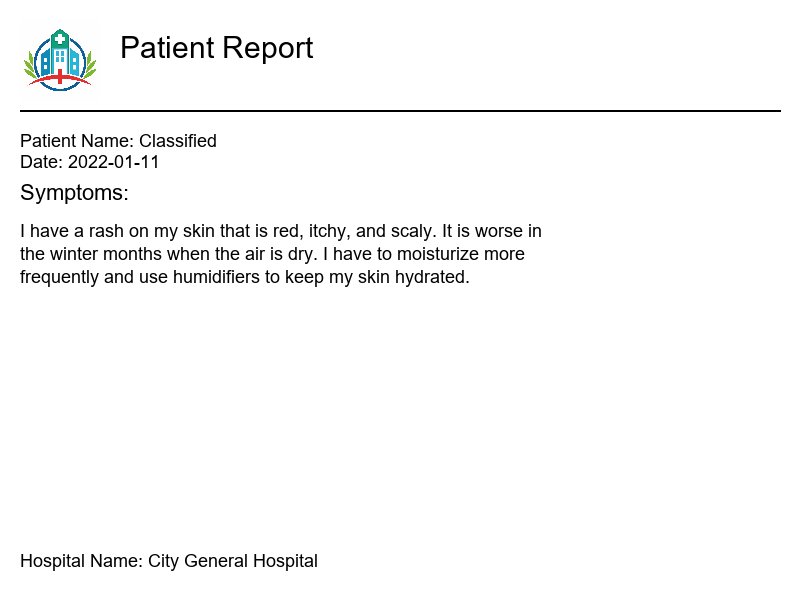 Patient Report
Patient Name: Classified
Date: 2022-01-11
Symptoms:
I have a rash on my skin that is red, itchy, and scaly. It is worse in
the winter months when the air is dry. I have to moisturize more
frequently and use humidifiers to keep my skin hydrated.
Hospital Name: City General Hospital